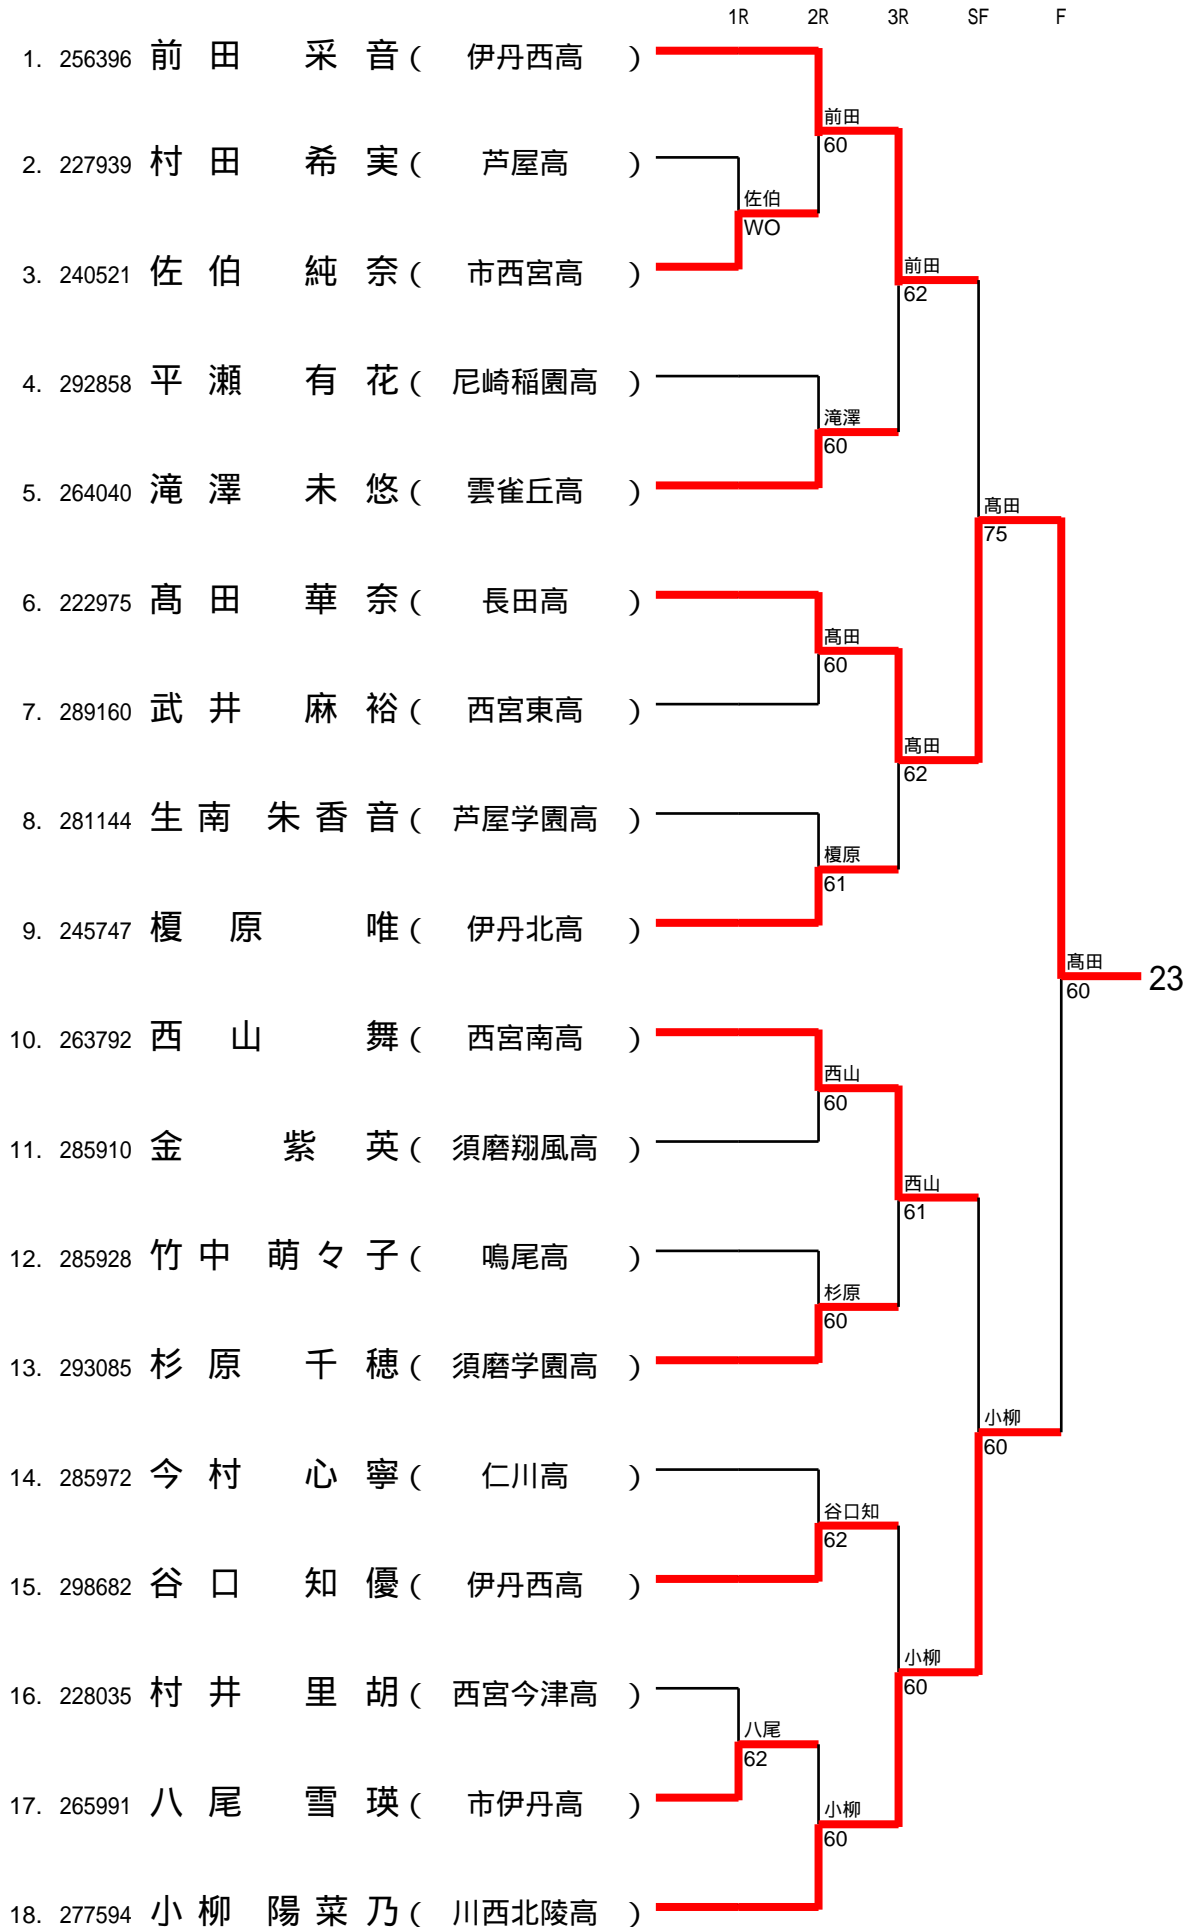 1R 2R 3R SF F
1. 256396 前田 采音 ( 伊丹西高 )
前田
60
2. 227939 村田 希実 ( 芦屋高 )
佐伯
WO
3. 240521 佐伯 純奈 ( 市西宮高 )
前田
62
4. 292858 平瀬 有花 ( 尼崎稲園高 )
滝澤
60
5. 264040 滝澤 未悠 ( 雲雀丘高 )
髙田
75
6. 222975 髙田 華奈 ( 長田高 )
髙田
60
7. 289160 武井 麻裕 ( 西宮東高 )
髙田
62
8. 281144 生南 朱香音 ( 芦屋学園高 )
榎原
61
9. 245747 榎原 唯 ( 伊丹北高 )
髙田
60 23
10. 263792 西山 舞 ( 西宮南高 )
西山
60
11. 285910 金 紫英 ( 須磨翔風高 )
西山
61
12. 285928 竹中 萌々子 ( 鳴尾高 )
杉原
60
13. 293085 杉原 千穂 ( 須磨学園高 )
小柳
60
14. 285972 今村 心寧 ( 仁川高 )
谷口知
62
15. 298682 谷口 知優 ( 伊丹西高 )
小柳
60
16. 228035 村井 里胡 ( 西宮今津高 )
八尾
62
17. 265991 八尾 雪瑛 ( 市伊丹高 )
小柳
60
18. 277594 小柳 陽菜乃 ( 川西北陵高 )